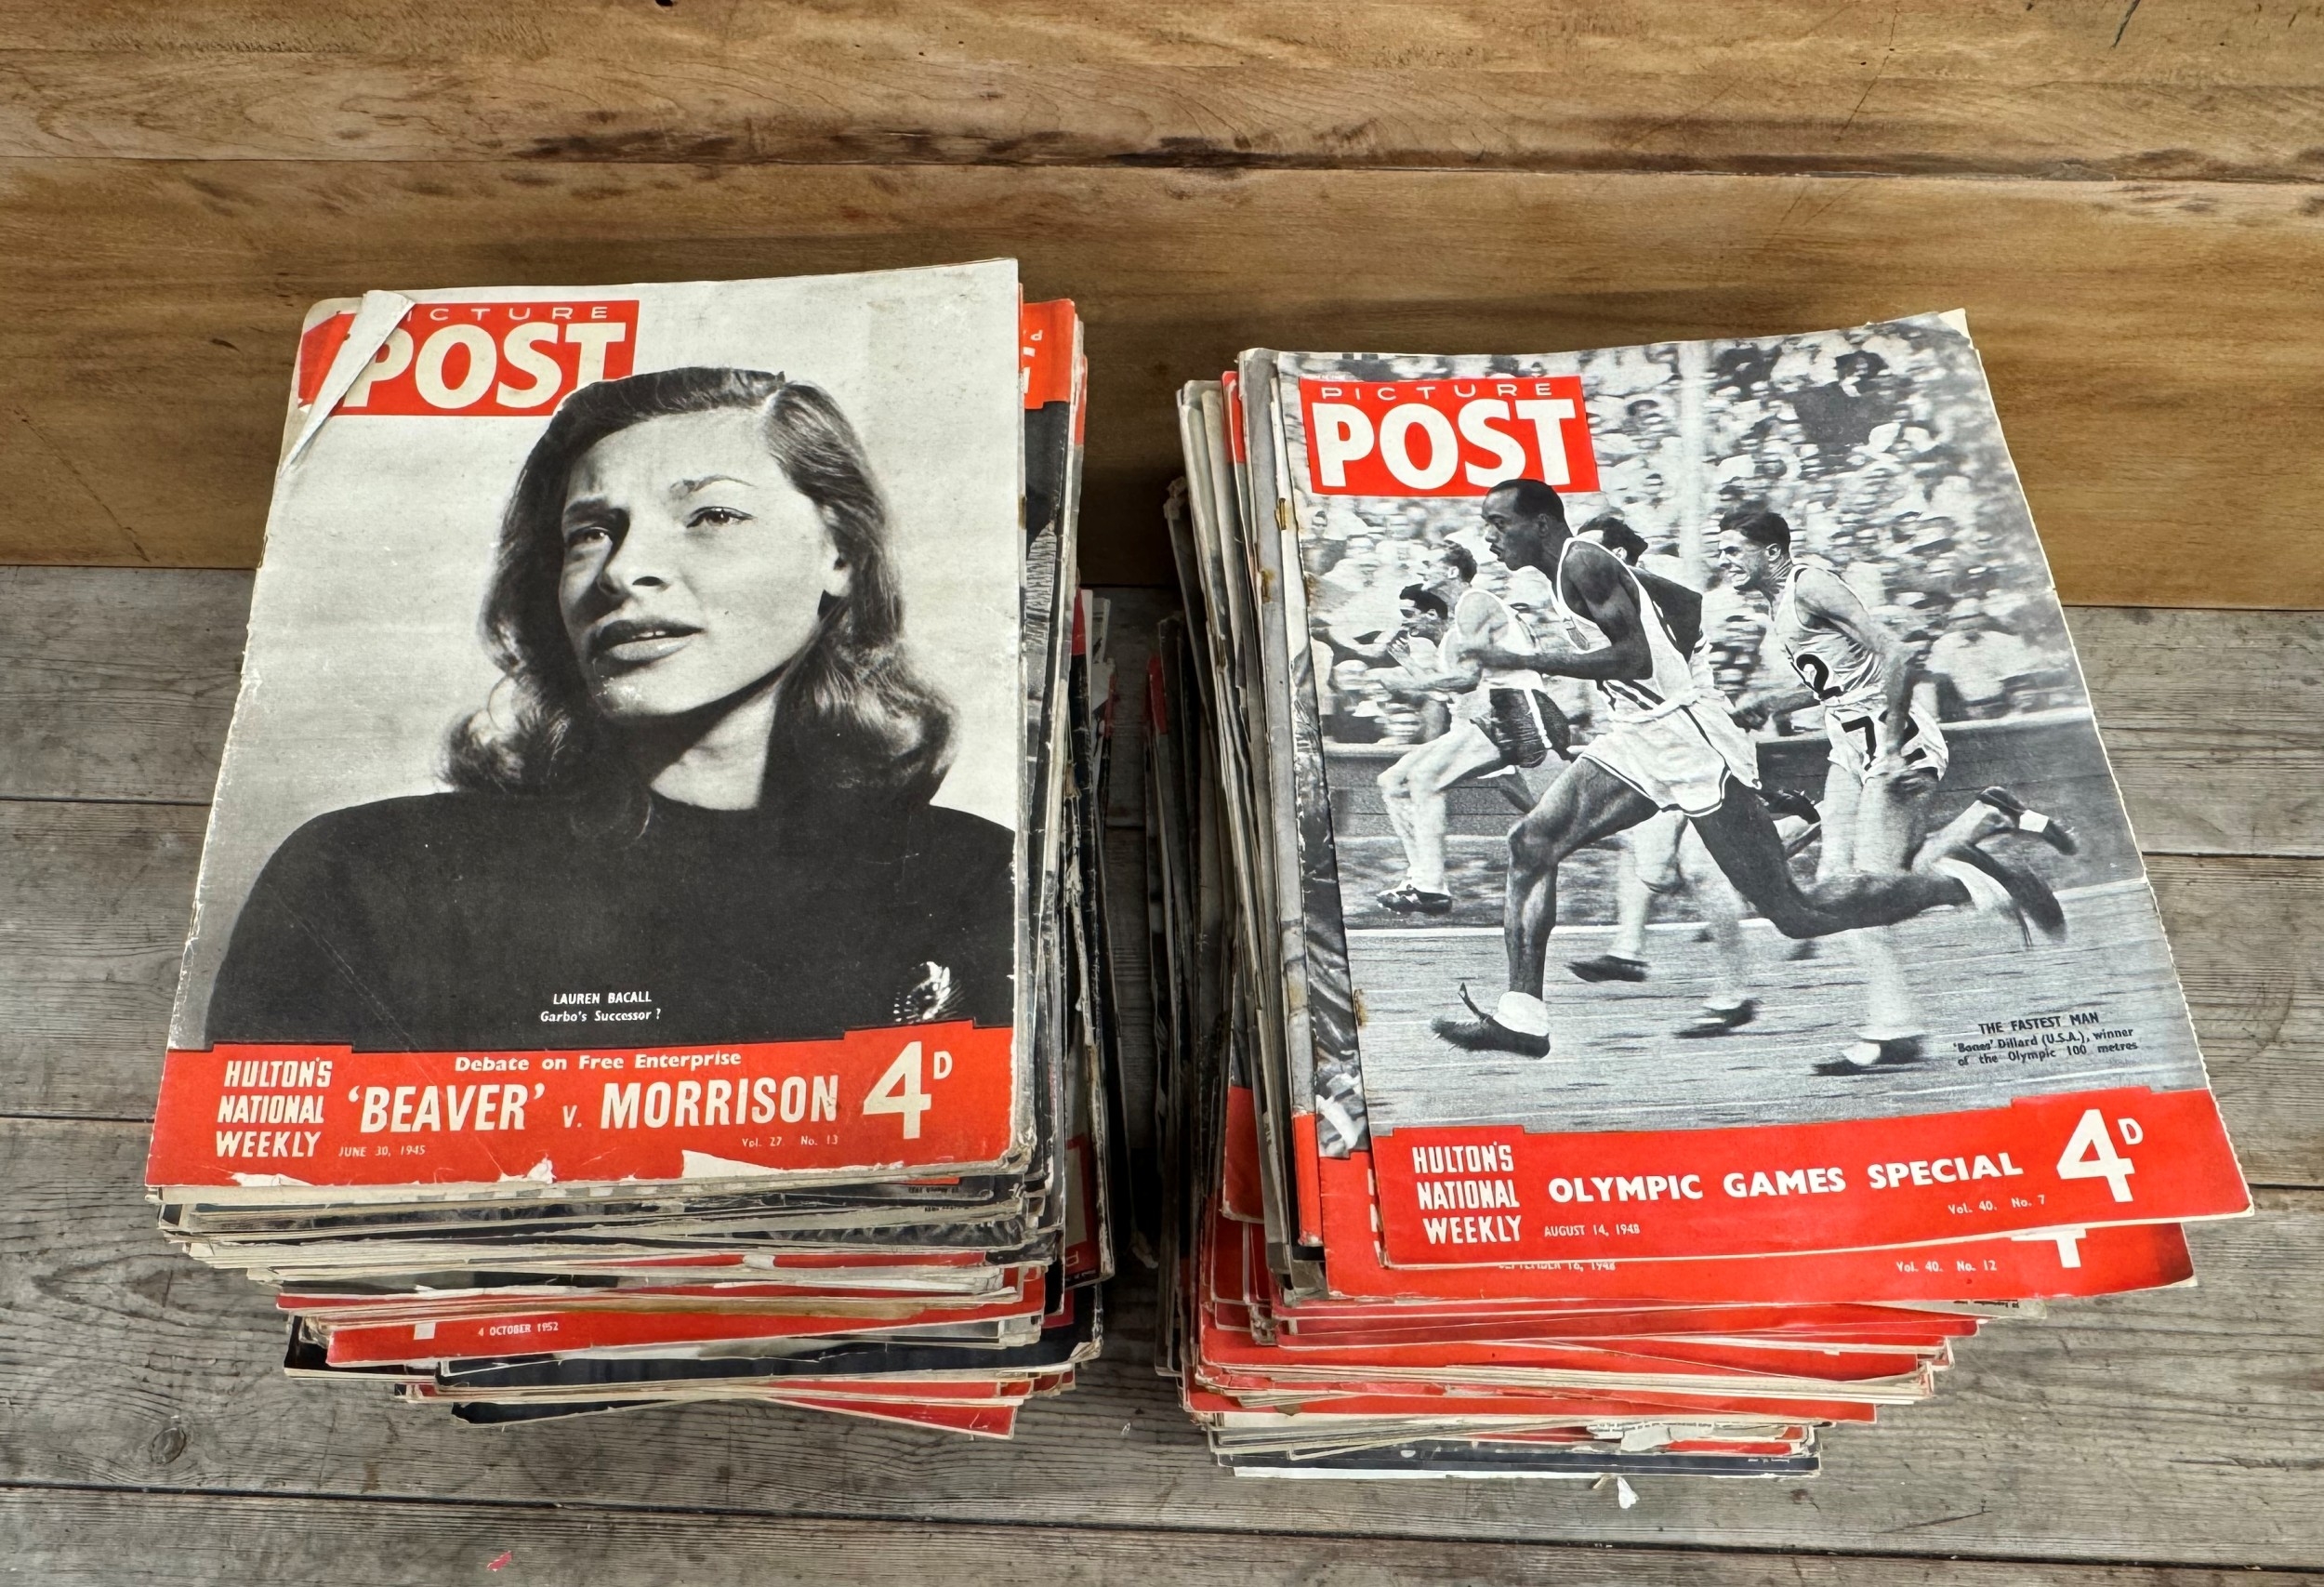 PICTURE
POST
LAUREN BACALL
Garbo's Successor?
HULTON'S
NATIONAL
WEEKLY
Debate on Free Enterprise
'BEAVER' v. MORRISON
4D
JUNE 30, 1945
Vol. 27 No. 13
4 OCTOBER 1952
PICTURE
POST
THE FASTEST MAN
'Bones' Dillard (U.S.A.), winner
of the Olympic 100 metres
HULTON'S
NATIONAL
WEEKLY
OLYMPIC GAMES SPECIAL
4D
AUGUST 14, 1948
Vol. 40. No. 7
Vol. 40. No. 12
72